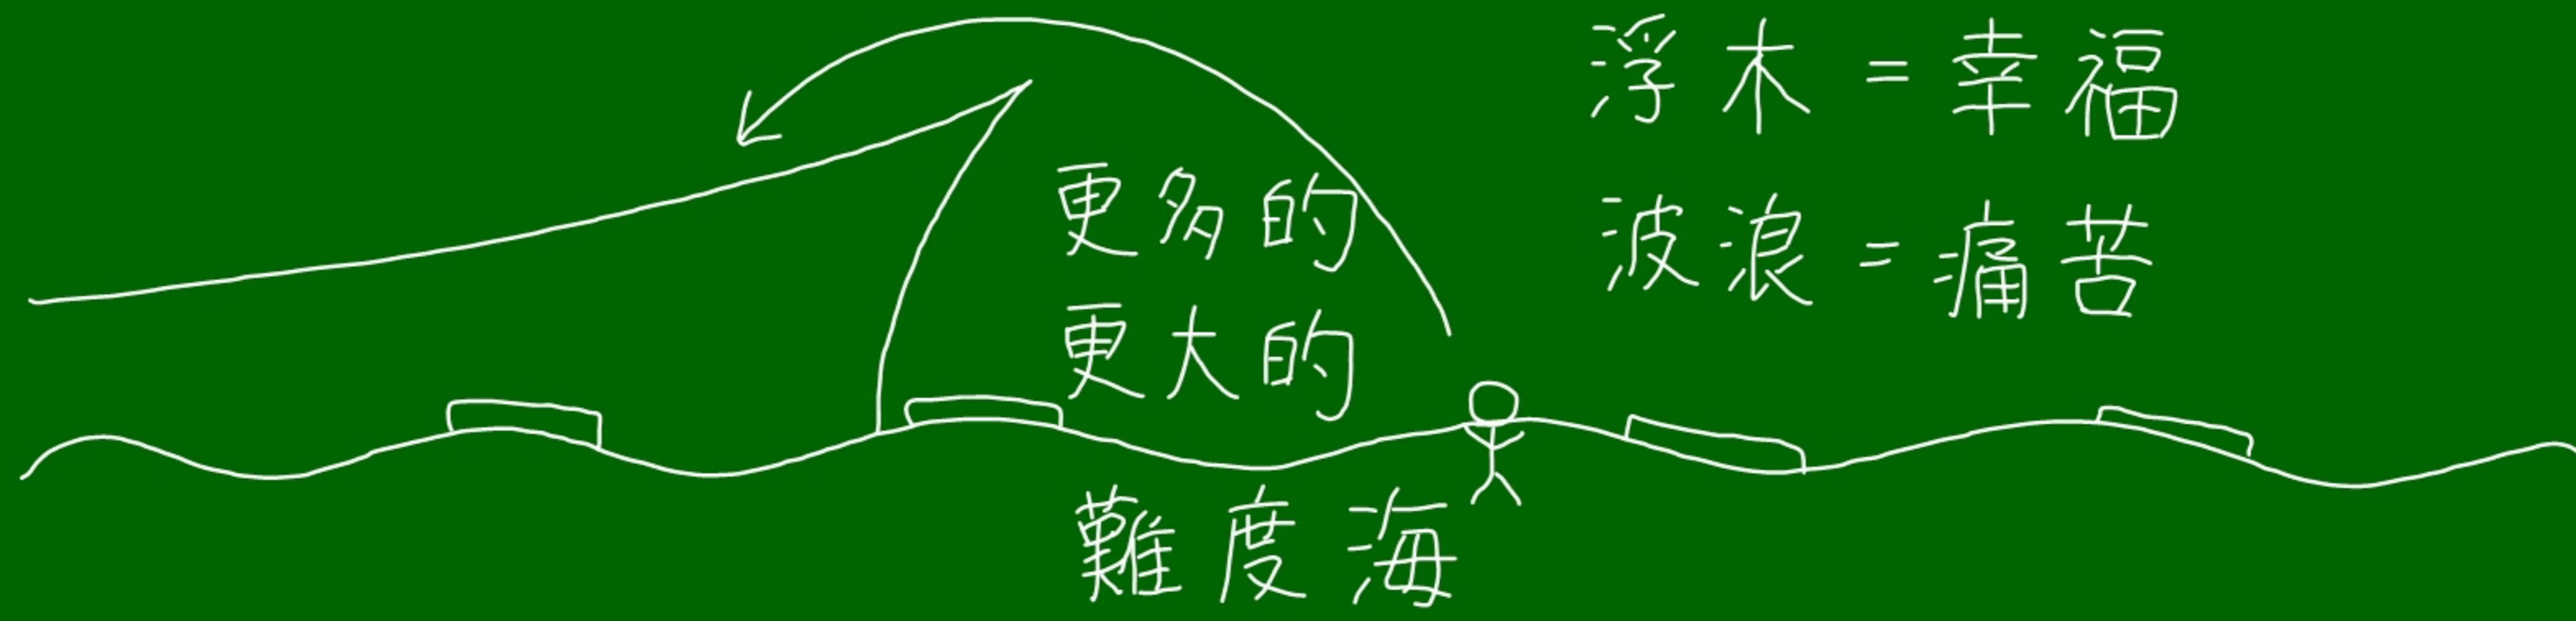 浮木=幸福
波浪=痛苦
更多的
更大的
難度海